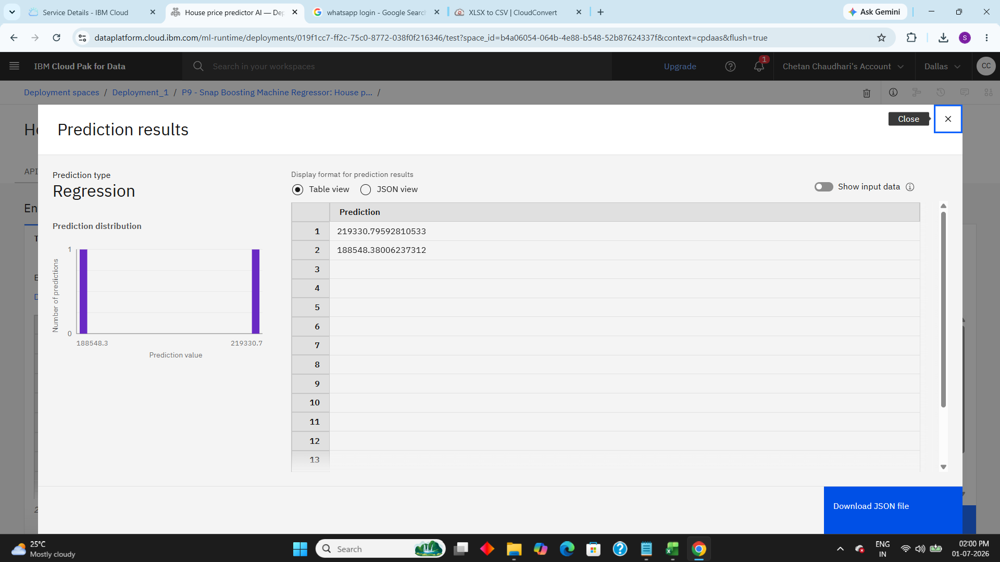 Service Details - IBM Cloud
House price predictor AI — Dep
whatsapp login - Google Search
XLSX to CSV | CloudConvert
Ask Gemini
dataplatform.cloud.ibm.com/ml-runtime/deployments/019f1cc7-ff2c-75c0-8772-038f0f216346/test?space_id=b4a06054-064b-4e88-b548-52b87624337f&context=cpdaas&flush=true
S
IBM Cloud Pak for Data
Search in your workspaces
Upgrade
1
Chetan Chaudhari's Account
Dallas
CC
Deployment spaces / Deployment_1 / P9 - Snap Boosting Machine Regressor: House p... /
Prediction results
Close
API
Prediction type
Regression
Display format for prediction results
Table view
JSON view
Show input data
Prediction distribution
1
0
Number of predictions
188548.3
219330.7
Prediction value
Prediction
1 219330.79592810533
2 188548.38006237312
3
4
5
6
7
8
9
10
11
12
13
Download JSON file
25°C
Mostly cloudy
Search
ENG
IN
02:00 PM
01-07-2026